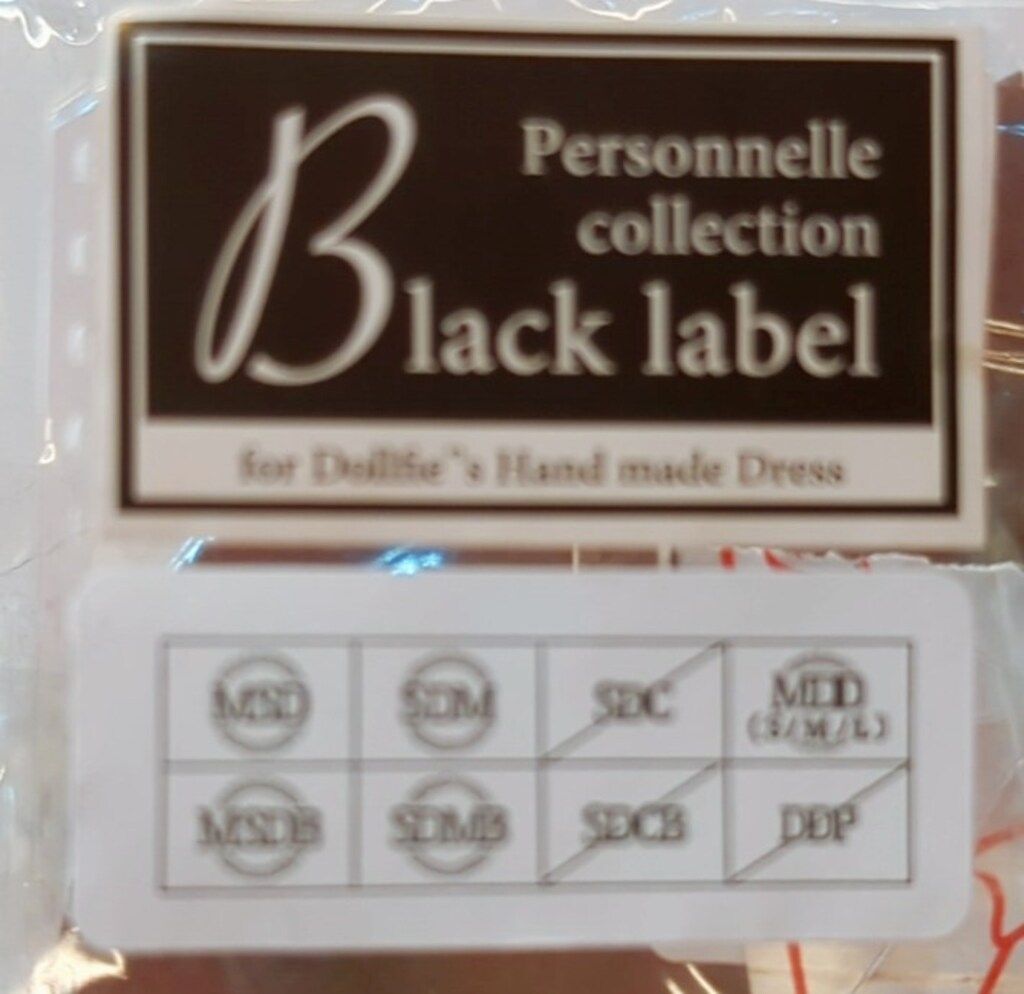 Personnelle
collection
Black label
for Dollfie`s Hand made Dress
MSD SDM SDC MDD
(S/M/L)
MSDB SDMB SDCB DDP